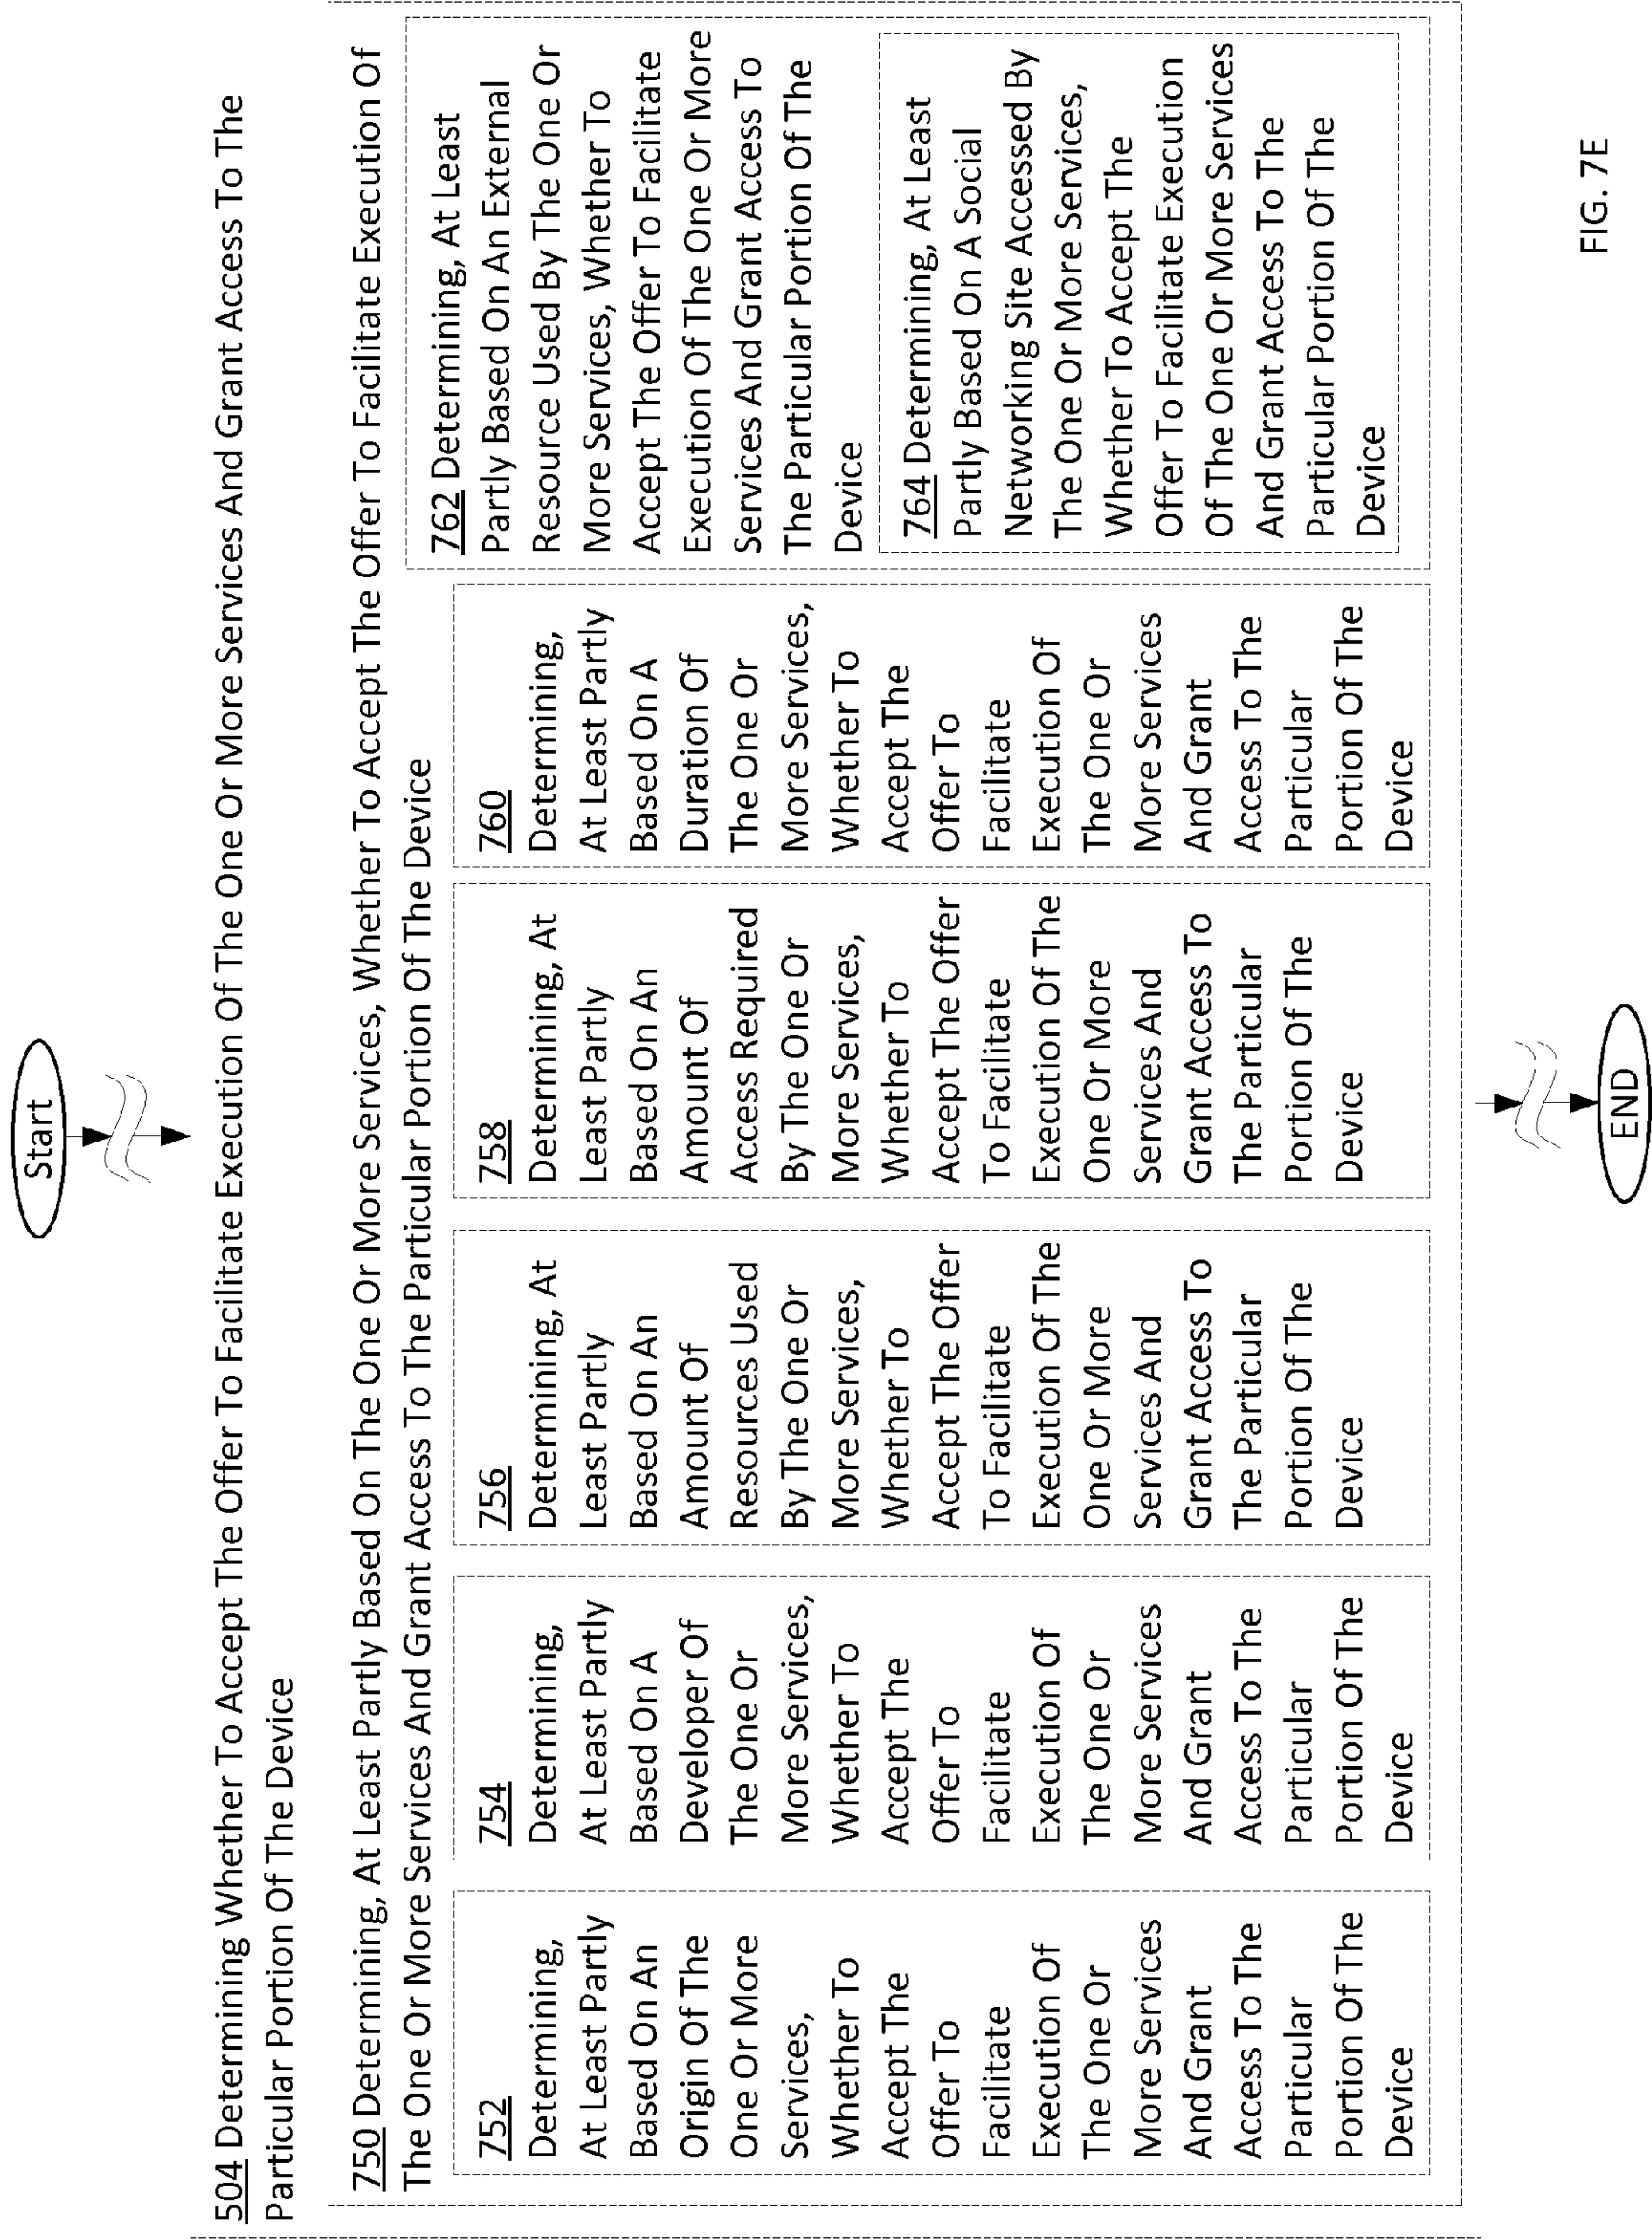 Start
504 Determining Whether To Accept The Offer To Facilitate Execution Of The One Or More Services And Grant Access To The
Particular Portion Of The Device
750 Determining, At Least Partly Based On The One Or More Services, Whether To Accept The Offer To Facilitate Execution Of
The One Or More Services And Grant Access To The Particular Portion Of The Device
752
Determining,
At Least Partly
Based On An
Origin Of The
One Or More
Services,
Whether To
Accept The
Offer To
Facilitate
Execution Of
The One Or
More Services
And Grant
Access To The
Particular
Portion Of The
Device
754
Determining,
At Least Partly
Based On A
Developer Of
The One Or
More Services,
Whether To
Accept The
Offer To
Facilitate
Execution Of
The One Or
More Services
And Grant
Access To The
Particular
Portion Of The
Device
756
Determining, At
Least Partly
Based On An
Amount Of
Resources Used
By The One Or
More Services,
Whether To
Accept The Offer
To Facilitate
Execution Of The
One Or More
Services And
Grant Access To
The Particular
Portion Of The
Device
758
Determining, At
Least Partly
Based On An
Amount Of
Access Required
By The One Or
More Services,
Whether To
Accept The Offer
To Facilitate
Execution Of The
One Or More
Services And
Grant Access To
The Particular
Portion Of The
Device
760
Determining,
At Least Partly
Based On A
Duration Of
The One Or
More Services,
Whether To
Accept The
Offer To
Facilitate
Execution Of
The One Or
More Services
And Grant
Access To The
Particular
Portion Of The
Device
762 Determining, At Least
Partly Based On An External
Resource Used By The One Or
More Services, Whether To
Accept The Offer To Facilitate
Execution Of The One Or More
Services And Grant Access To
The Particular Portion Of The
Device
764 Determining, At Least
Partly Based On A Social
Networking Site Accessed By
The One Or More Services,
Whether To Accept The
Offer To Facilitate Execution
Of The One Or More Services
And Grant Access To The
Particular Portion Of The
Device
END
FIG. 7E